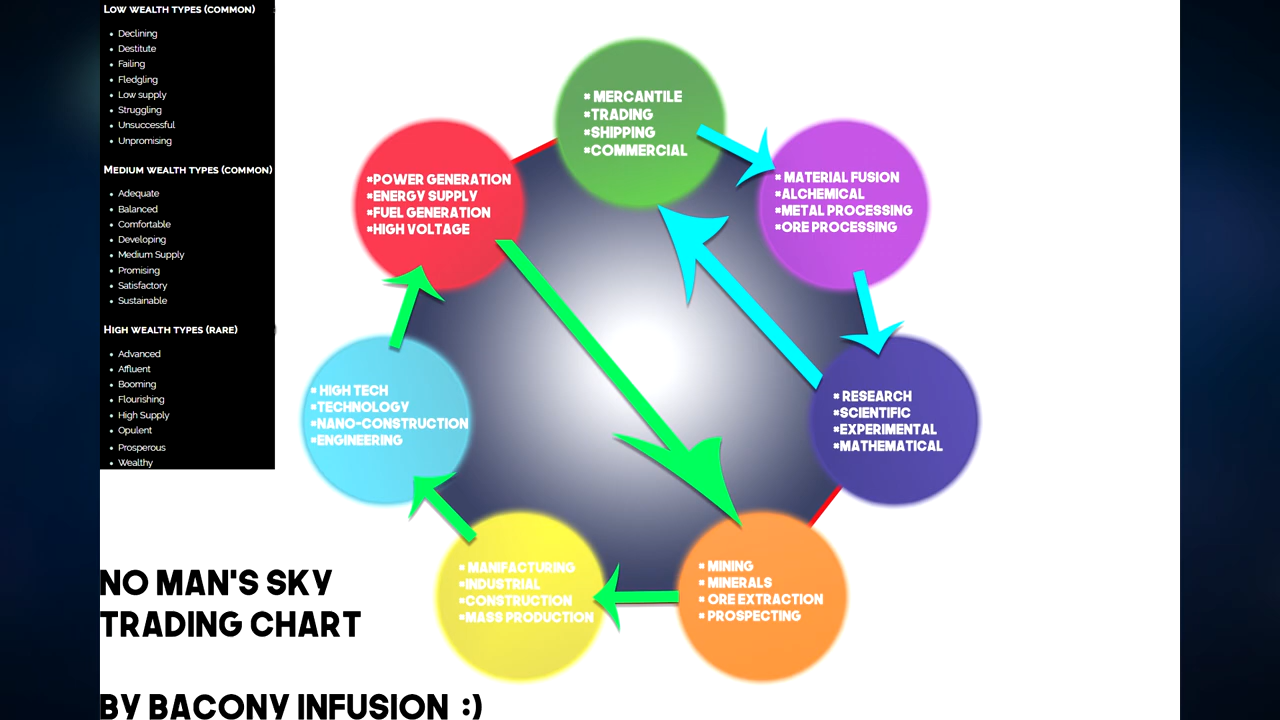 LOW WEALTH TYPES (COMMON)
• Declining
• Destitute
• Failing
• Fledgling
• Low supply
• Struggling
• Unsuccessful
• Unpromising
MEDIUM WEALTH TYPES (COMMON)
• Adequate
• Balanced
• Comfortable
• Developing
• Medium Supply
• Promising
• Satisfactory
• Sustainable
HIGH WEALTH TYPES (RARE)
• Advanced
• Affluent
• Booming
• Flourishing
• High Supply
• Opulent
• Prosperous
• Wealthy
* MERCANTILE
*TRADING
*SHIPPING
*COMMERCIAL
* MATERIAL FUSION
*ALCHEMICAL
*METAL PROCESSING
*ORE PROCESSING
* RESEARCH
*SCIENTIFIC
*EXPERIMENTAL
*MATHEMATICAL
* MINING
* MINERALS
* ORE EXTRACTION
* PROSPECTING
* MANIFACTURING
*INDUSTRIAL
*CONSTRUCTION
*MASS PRODUCTION
* HIGH TECH
*TECHNOLOGY
*NANO-CONSTRUCTION
*ENGINEERING
*POWER GENERATION
*ENERGY SUPPLY
*FUEL GENERATION
*HIGH VOLTAGE
NO MAN'S SKY
TRADING CHART
BY BACONY INFUSION :)